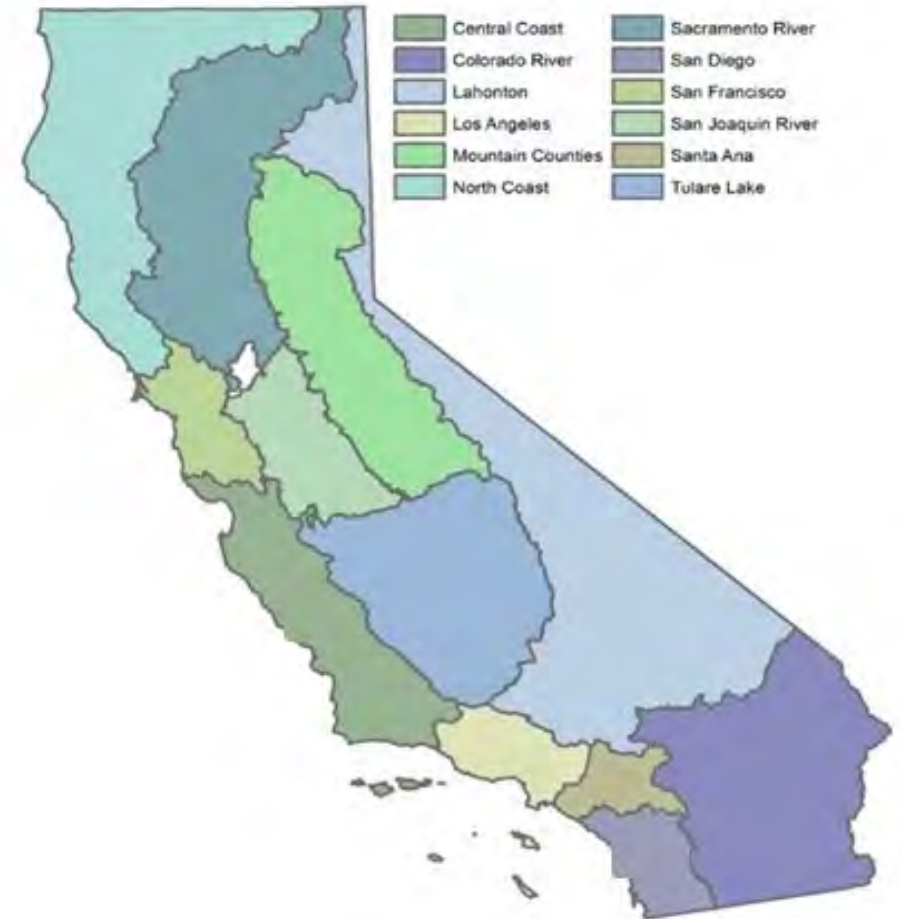 Central Coast
Colorado River
Lahonton
Los Angeles
Mountain Counties
North Coast
Sacramento River
San Diego
San Francisco
San Joaquin River
Santa Ana
Tulare Lake